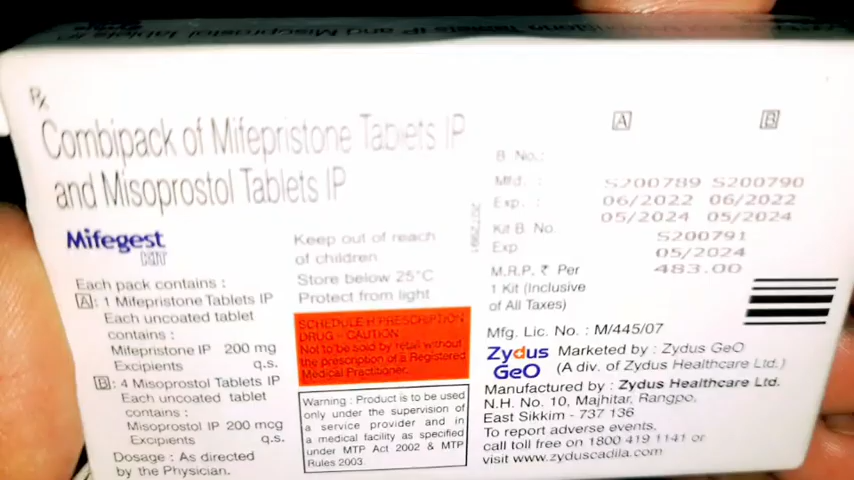 Rx
Combipack of Mifepristone Tablets IP
and Misoprostol Tablets IP
Mifegest
KIT
Each pack contains :
A: 1 Mifepristone Tablets IP
Each uncoated tablet
contains :
Mifepristone IP 200 mg
Excipients q.s.
B: 4 Misoprostol Tablets IP
Each uncoated tablet
contains :
Misoprostol IP 200 mcg
Excipients q.s.
Dosage : As directed
by the Physician.
Keep out of reach
of children
Store below 25°C
Protect from light
SCHEDULE H PRESCRIPTION
DRUG - CAUTION
Not to be sold by retail without
the prescription of a Registered
Medical Practitioner.
Warning : Product is to be used
only under the supervision of
a service provider and in
a medical facility as specified
under MTP Act 2002 & MTP
Rules 2003.
A B
B. No.: S200789 S200790
Mfd. : 06/2022 06/2022
Exp. : 05/2024 05/2024
Kit B. No. S200791
Exp 05/2024
M.R.P. ₹ Per 483.00
1 Kit (Inclusive
of All Taxes)
Mfg. Lic. No. : M/445/07
Zydus
GeO
Marketed by : Zydus GeO
(A div. of Zydus Healthcare Ltd.)
Manufactured by : Zydus Healthcare Ltd.
N.H. No. 10, Majhitar, Rangpo,
East Sikkim - 737 136
To report adverse events,
call toll free on 1800 419 1141 or
visit www.zyduscadila.com